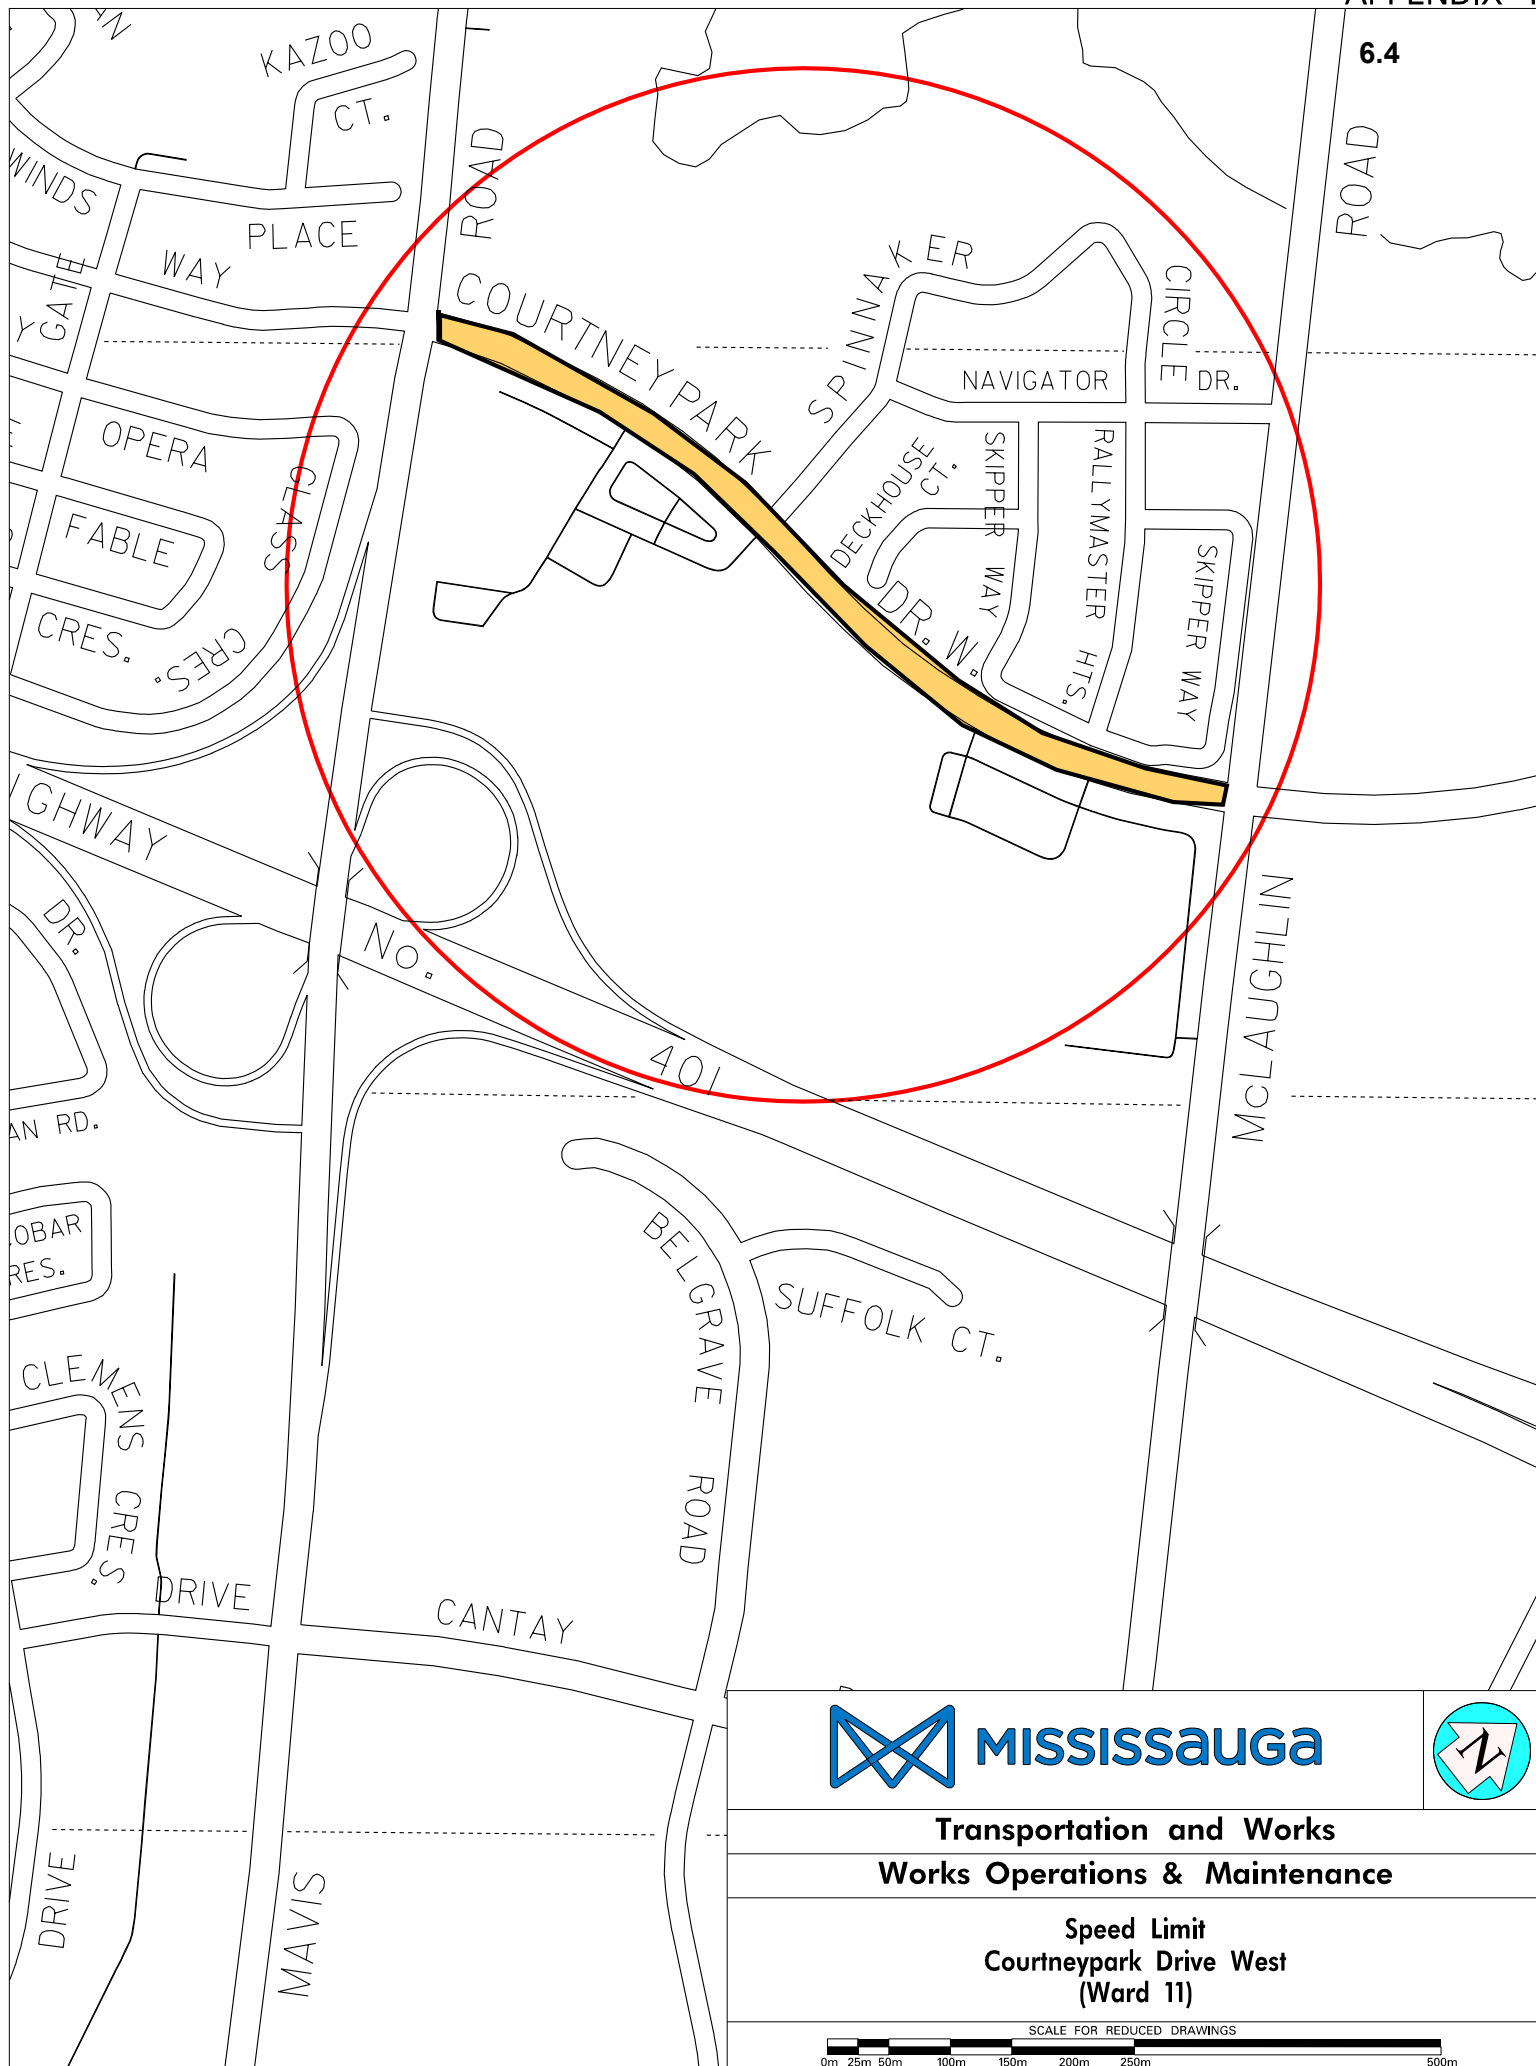 6.4
KAZOO
CT.
ROAD
ROAD
WINDS
PLACE
WAY
GATE
COURTNEYPARK
DR. W.
SPINNAKER
CIRCLE
NAVIGATOR DR.
DECKHOUSE
CT.
SKIPPER WAY
RALLYMASTER HTS.
SKIPPER WAY
OPERA
GLASS
CRES.
FABLE
CRES.
IGHWAY
NO.
401
DR.
McLAUGHLIN
AN RD.
OBAR
RES.
BELGRAVE
ROAD
SUFFOLK CT.
CLEMENS CRES.
DRIVE
CANTAY
DRIVE
MAVIS
MISSISSAUGA
N
Transportation and Works
Works Operations & Maintenance
Speed Limit
Courtneypark Drive West
(Ward 11)
SCALE FOR REDUCED DRAWINGS
0m 25m 50m 100m 150m 200m 250m 500m